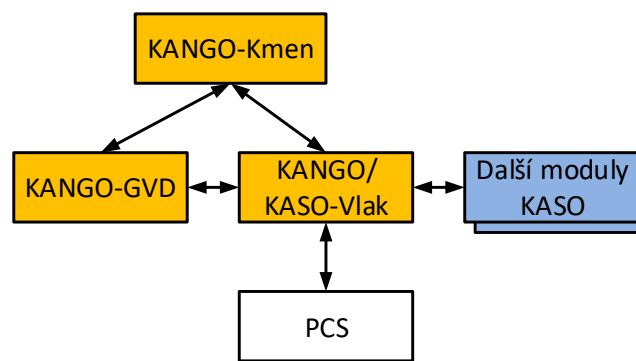 KANGO-Kmen
KANGO-GVD
KANGO/
KASO-Vlak
Další moduly
KASO
PCS